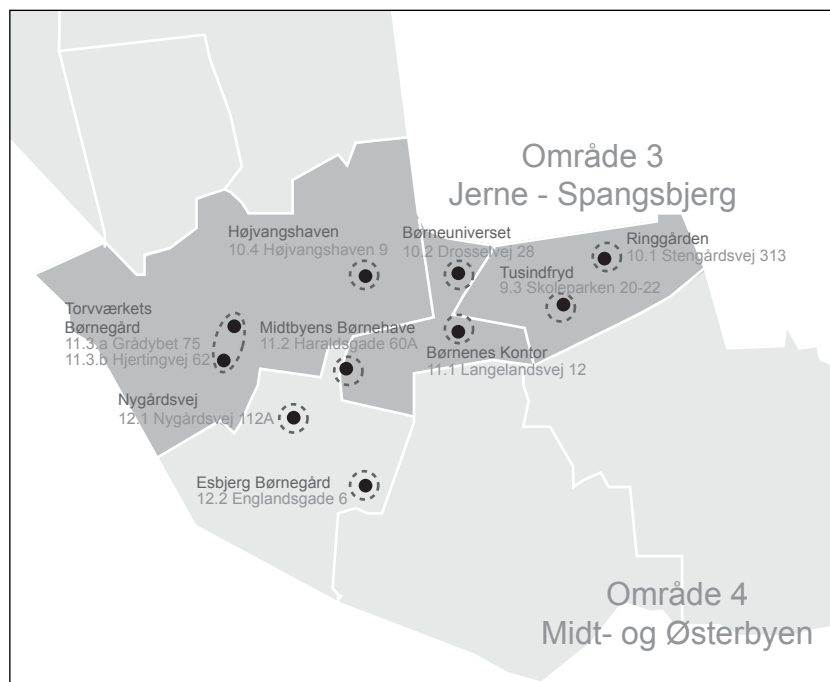 Område 3
Jerne - Spangsbjerg
Højvangshaven
10.4 Højvangshaven 9
Børneuniverset
10.2 Drosselvej 28
Ringgården
10.1 Stengårdsvej 313
Tusindfryd
9.3 Skoleparken 20-22
Torvværkets
Børnegård
11.3.a Grådybet 75
11.3.b Hjertingvej 62
Midtbyens Børnehave
11.2 Haraldsgade 60A
Børnenes Kontor
11.1 Langelandsvej 12
Nygårdsvej
12.1 Nygårdsvej 112A
Esbjerg Børnegård
12.2 Englandsgade 6
Område 4
Midt- og Østerbyen